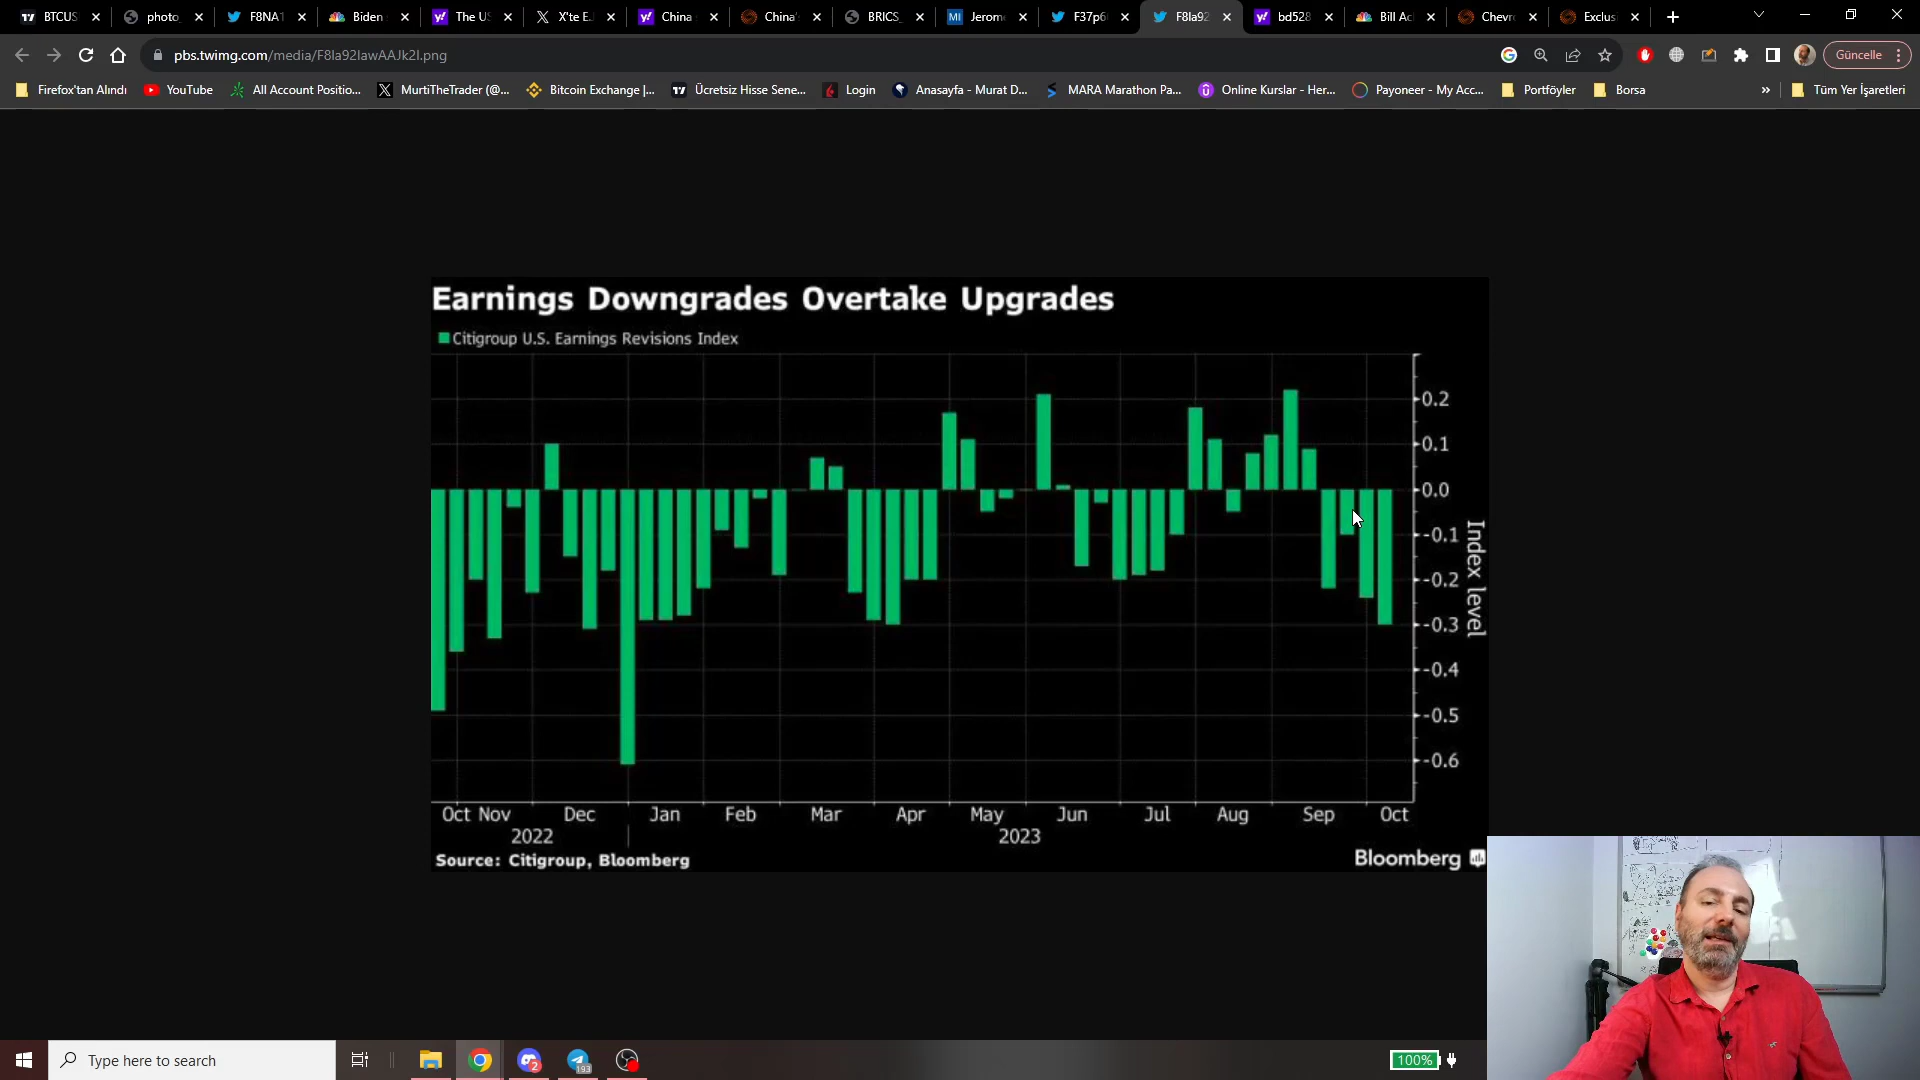 BTCUS
photo_
F8NA1
Biden
The US
X'te E.
China
China'
BRICS_
Jerom
F37p6
F8la92
bd528
Bill Ac
Chevr
Exclus
pbs.twimg.com/media/F8la92IawAAJk2I.png
Güncelle
Firefox'tan Alındı
YouTube
All Account Positio...
MurtiTheTrader (@...
Bitcoin Exchange |...
Ücretsiz Hisse Sene...
Login
Anasayfa - Murat D...
MARA Marathon Pa...
Online Kurslar - Her...
Payoneer - My Acc...
Portföyler
Borsa
»
Tüm Yer İşaretleri
Earnings Downgrades Overtake Upgrades
Citigroup U.S. Earnings Revisions Index
0.2
0.1
0.0
-0.1
-0.2
-0.3
-0.4
-0.5
-0.6
Index level
Oct Nov Dec Jan Feb Mar Apr May Jun Jul Aug Sep Oct
2022 2023
Source: Citigroup, Bloomberg
Bloomberg
Type here to search
2
193
100%